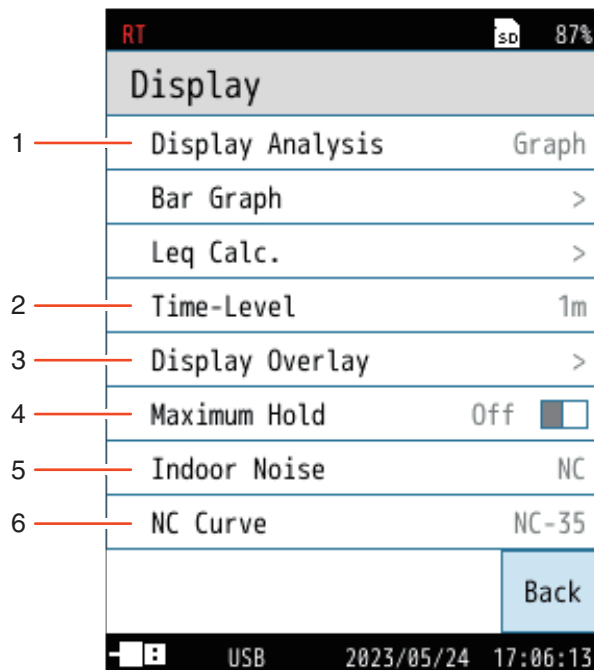 RT SD 87%
Display
1 Display Analysis Graph
Bar Graph >
Leq Calc. >
2 Time-Level 1m
3 Display Overlay >
4 Maximum Hold Off
5 Indoor Noise NC
6 NC Curve NC-35
Back
USB 2023/05/24 17:06:13